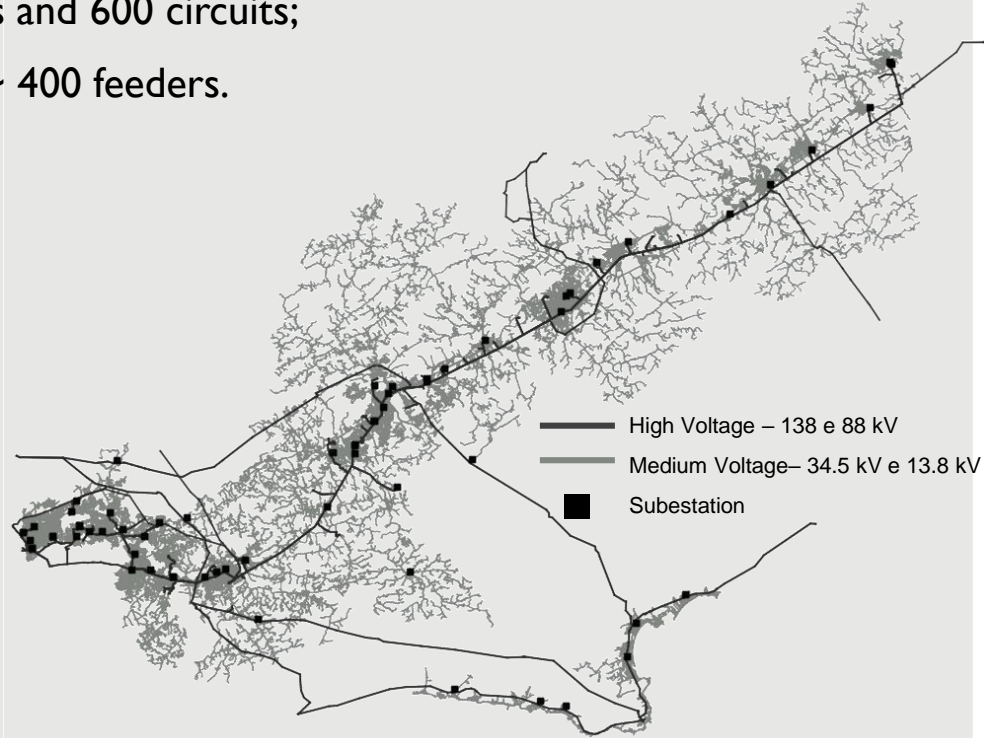 and 600 circuits;
400 feeders.
High Voltage – 138 e 88 kV
Medium Voltage– 34.5 kV e 13.8 kV
Subestation